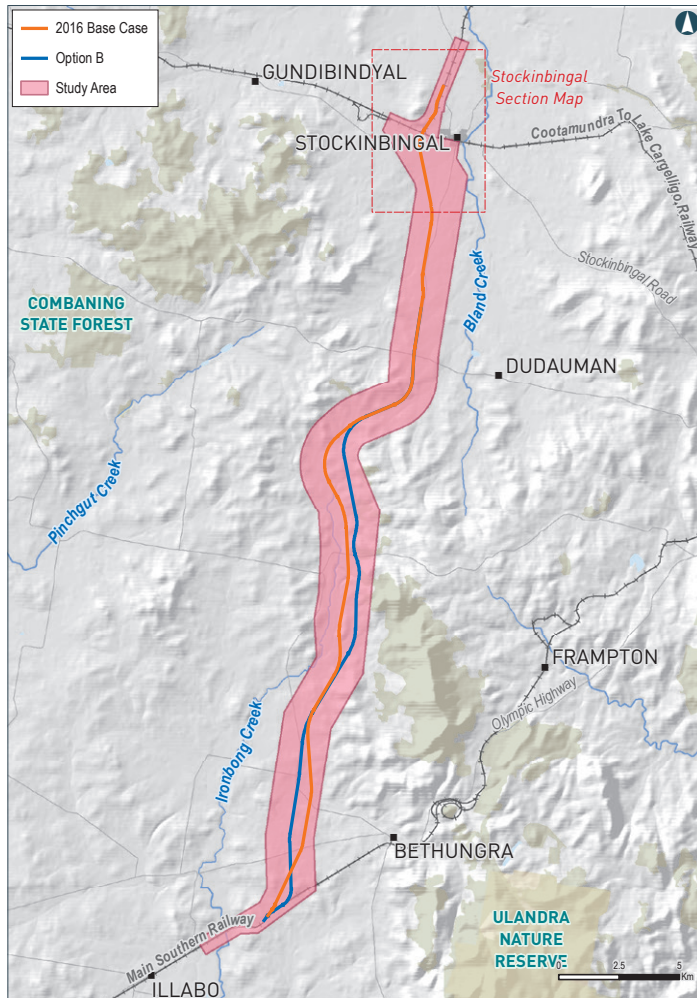 2016 Base Case
Option B
Study Area
GUNDIBINDYAL
Stockinbingal
Section Map
STOCKINBINGAL
Cootamundra To Lake Cargelligo Railway
Stockinbingal Road
Bland Creek
COMBANING
STATE FOREST
DUDAUMAN
Pinchgut Creek
FRAMPTON
Olympic Highway
Ironbong Creek
BETHUNGRA
Main Southern Railway
ULANDRA
NATURE
RESERVE
0 2.5 5
Km
ILLABO